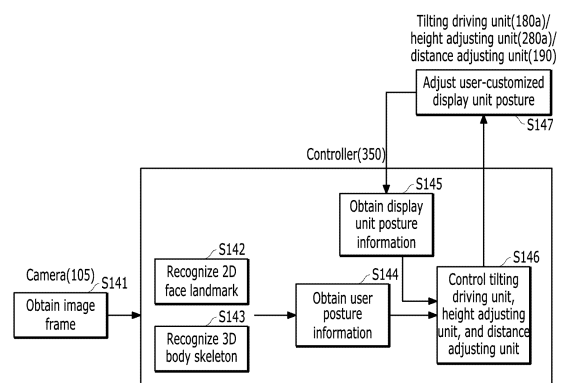 Tilting driving unit(180a)/
height adjusting unit(280a)/
distance adjusting unit(190)
Adjust user-customized
display unit posture
S147
Controller(350)
S145
Obtain display
unit posture
information
S142
Recognize 2D
face landmark
S146
Control tilting
driving unit,
height adjusting
unit, and distance
adjusting unit
Camera(105)
S141
Obtain image
frame
S144
Obtain user
posture
information
S143
Recognize 3D
body skeleton